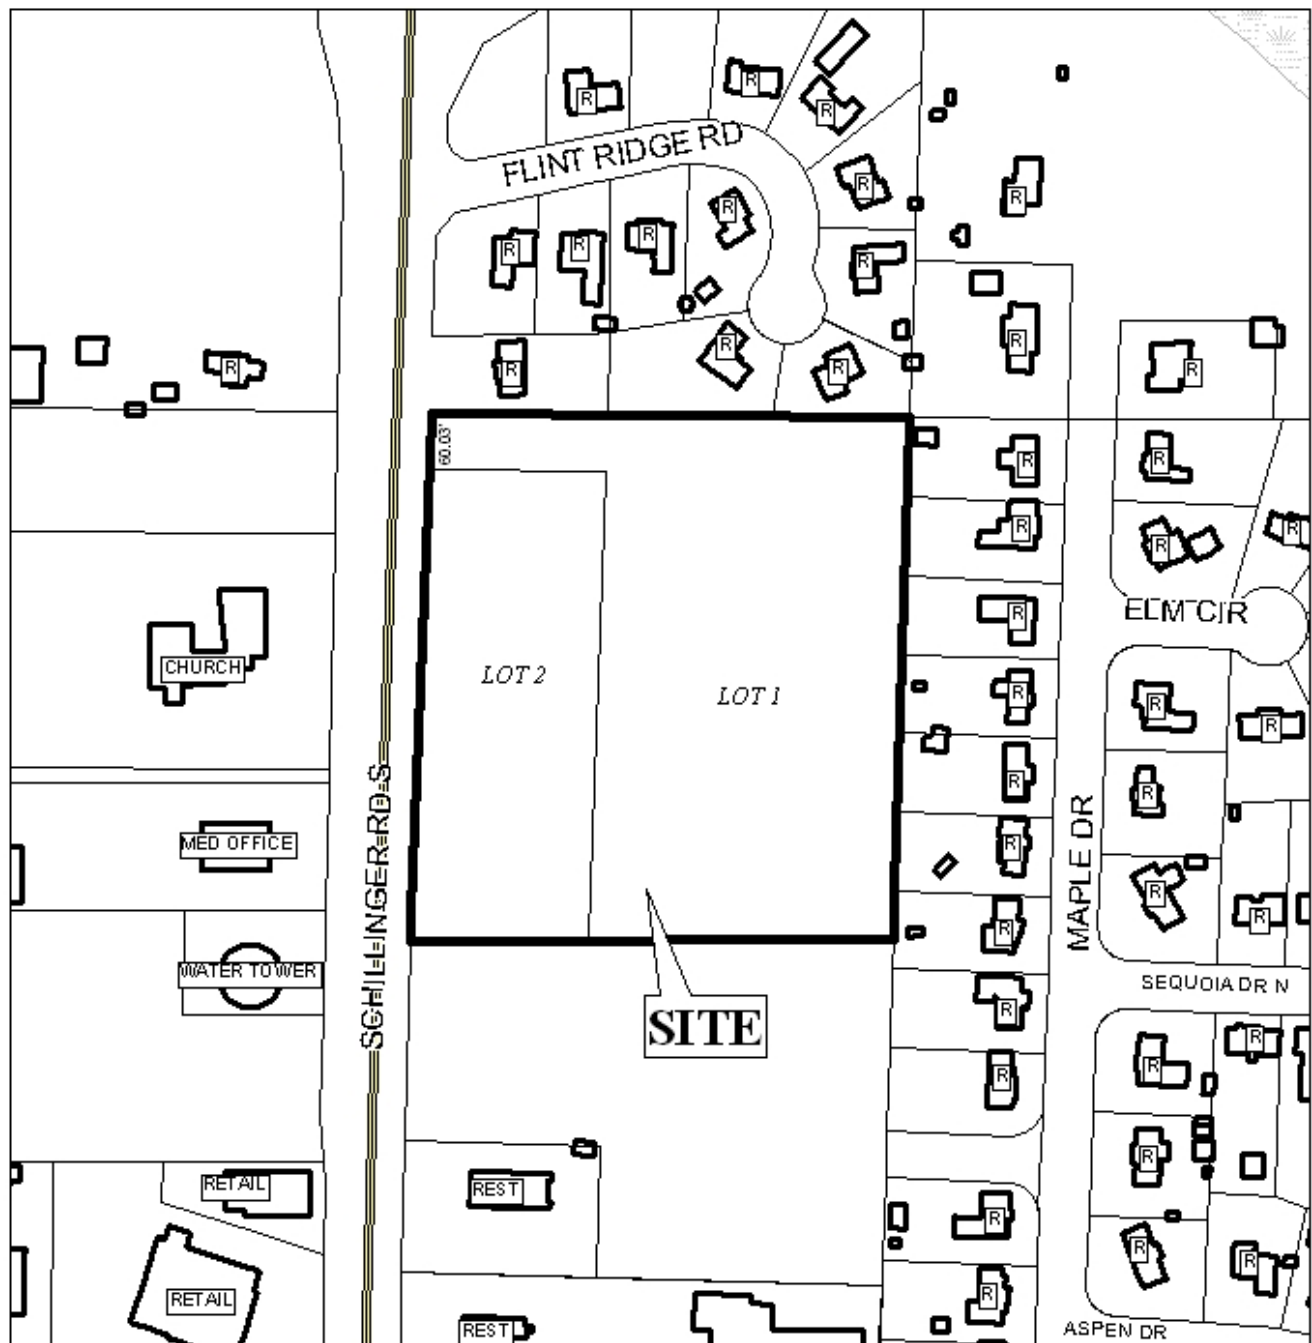 R
R
R
FLINT RIDGE RD
R
R
R
R
R
R
R
R
R
R
R
R
R
R
60.03'
R
R
R
R
R
R
ELM CIR
CHURCH
LOT 2
LOT 1
R
R
R
R
R
MED OFFICE
SCHILLINGER RD S
MAPLE DR
R
R
R
R
WATER TOWER
SEQUOIA DR N
SITE
R
R
R
R
R
RETAIL
REST
R
R
R
RETAIL
R
REST
ASPEN DR